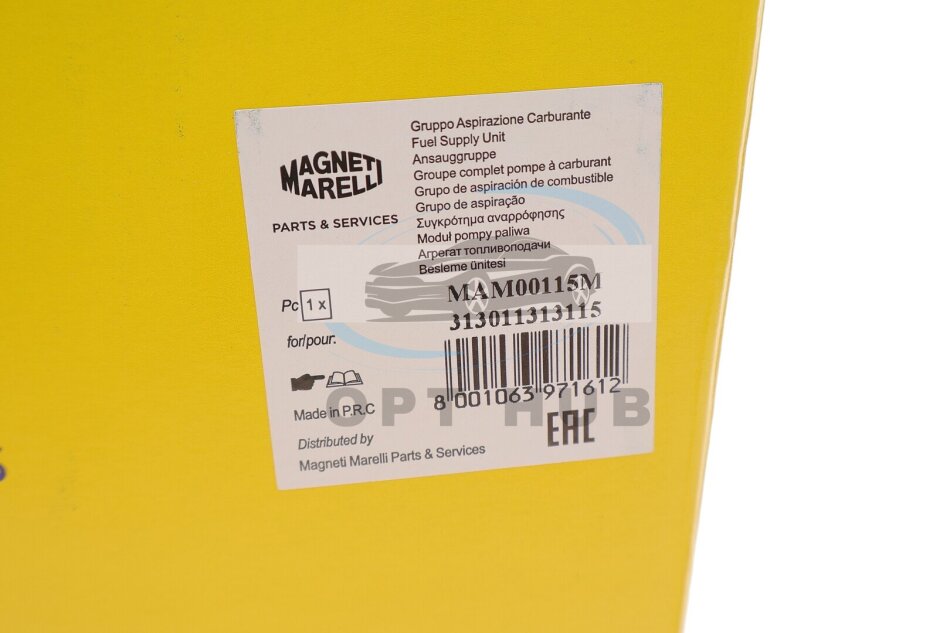 MAGNETI
MARELLI
PARTS & SERVICES
Gruppo Aspirazione Carburante
Fuel Supply Unit
Ansauggruppe
Groupe complet pompe à carburant
Grupo de aspiración de combustible
Grupo de aspiração
Συγκρότημα αναρρόφησης
Moduł pompy paliwa
Агрегат топливоподачи
Besleme ünitesi
MAM00115M
313011313115
Pc 1 x
for/pour.
8 001063 971612
OPT HUB
Made in P.R.C
EAC
Distributed by
Magneti Marelli Parts & Services